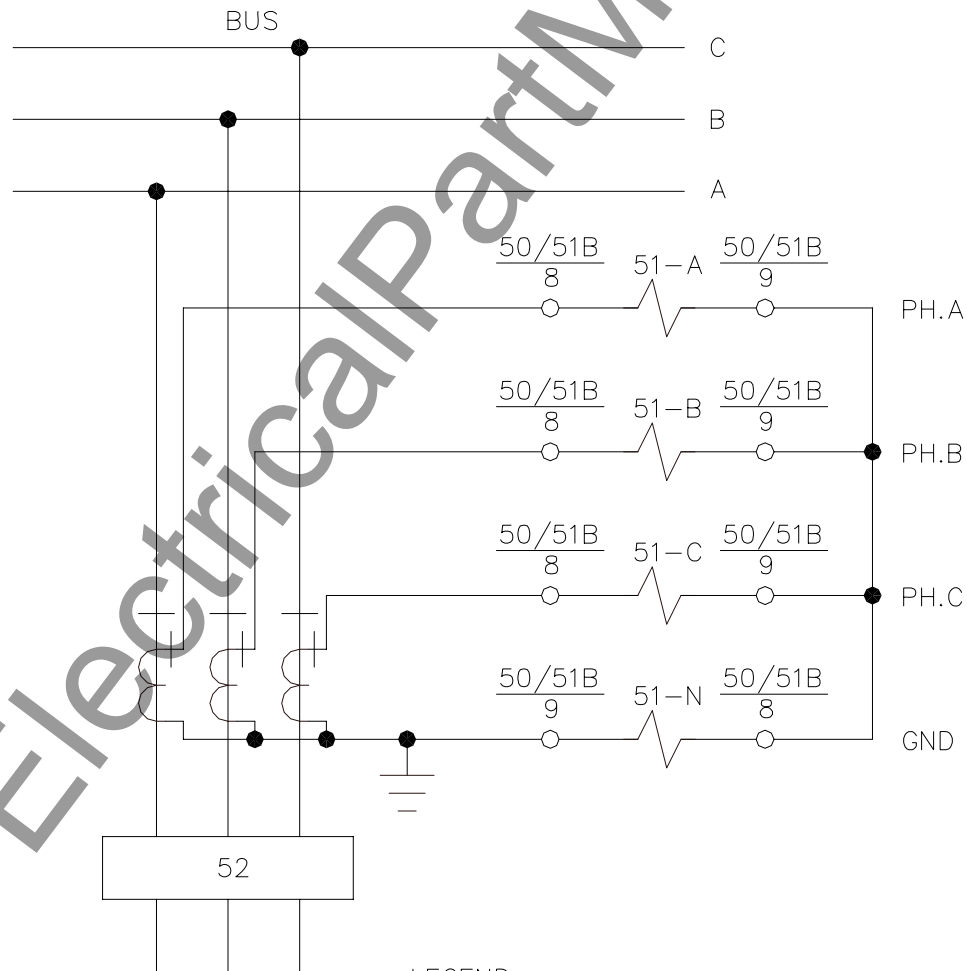 BUS
C
B
A
50/51B
8
51-A
50/51B
9
PH.A
50/51B
8
51-B
50/51B
9
PH.B
50/51B
8
51-C
50/51B
9
PH.C
50/51B
9
51-N
50/51B
8
GND
52
LEGEND
ElectricalPartM